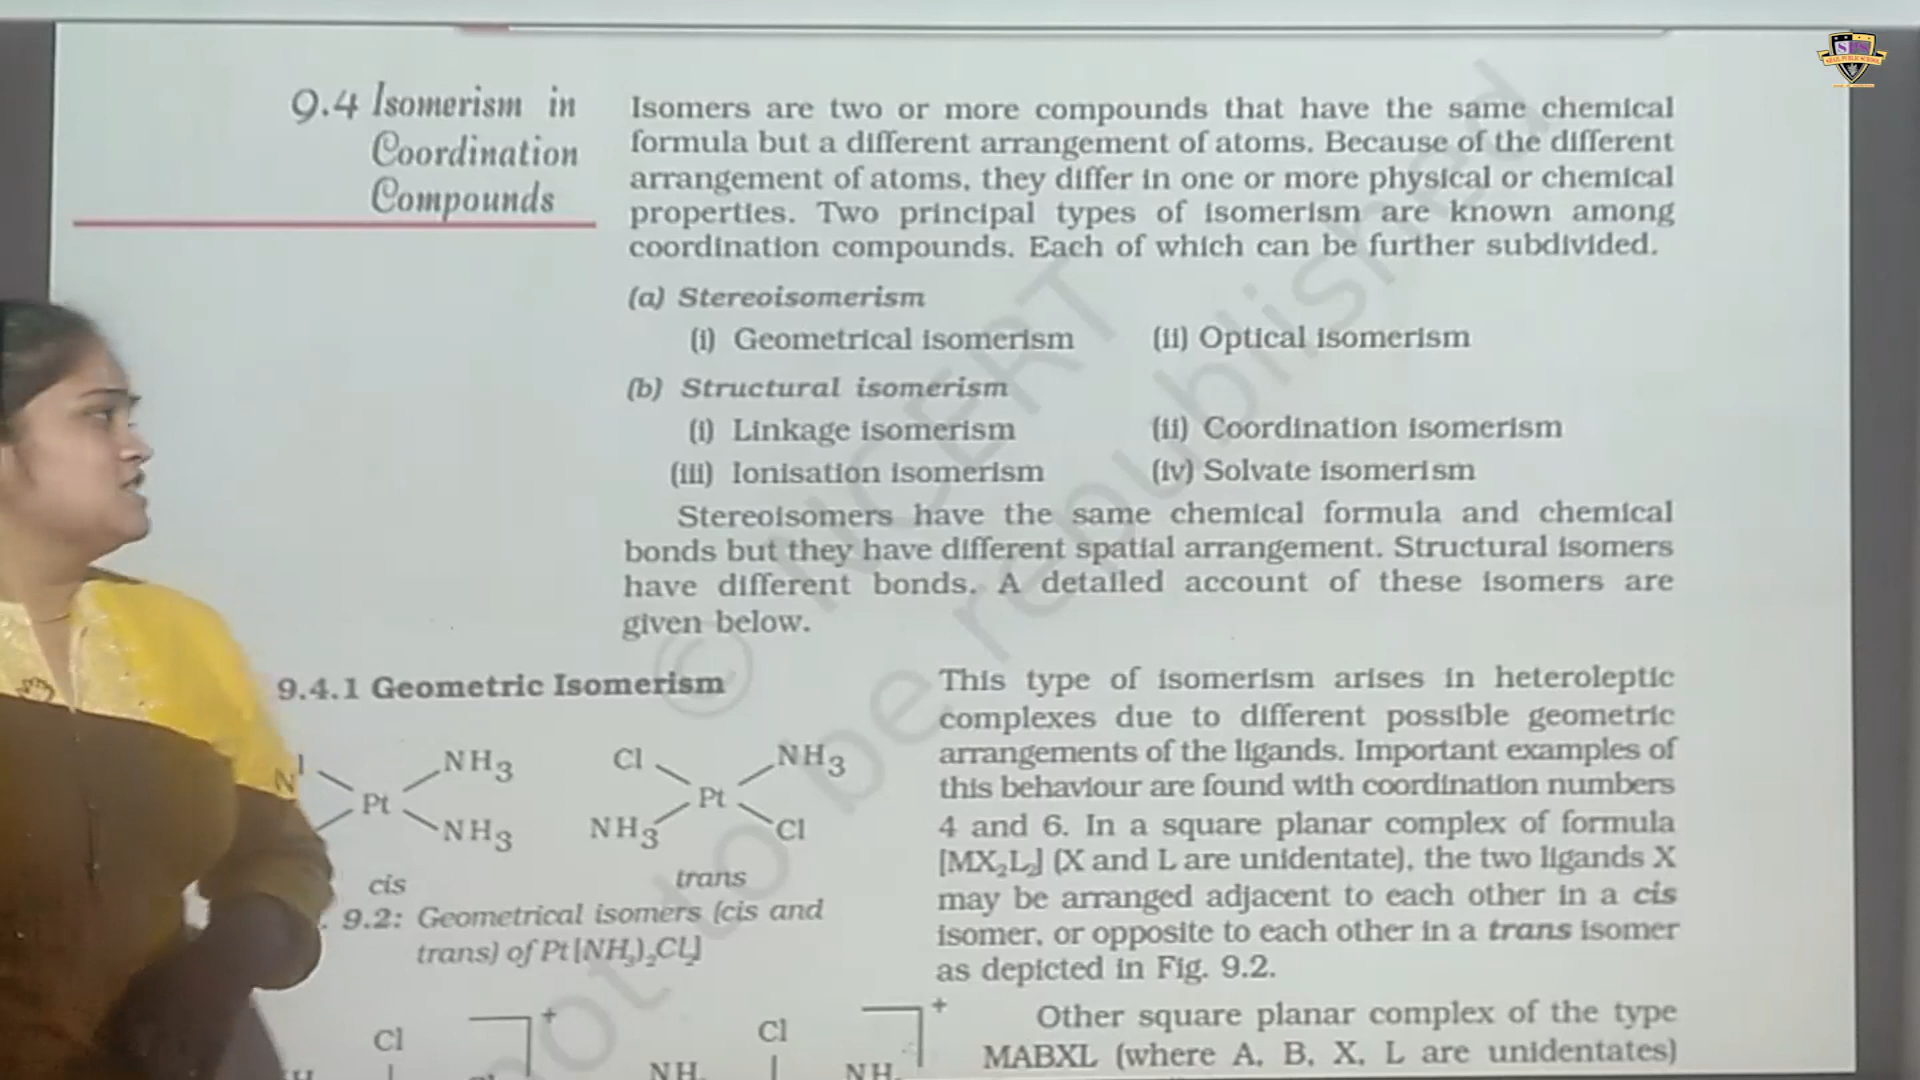 9.4 Isomerism in
Coordination
Compounds
Isomers are two or more compounds that have the same chemical
formula but a different arrangement of atoms. Because of the different
arrangement of atoms, they differ in one or more physical or chemical
properties. Two principal types of isomerism are known among
coordination compounds. Each of which can be further subdivided.
(a) Stereoisomerism
(i) Geometrical isomerism (ii) Optical isomerism
(b) Structural isomerism
(i) Linkage isomerism (ii) Coordination isomerism
(iii) Ionisation isomerism (iv) Solvate isomerism
Stereoisomers have the same chemical formula and chemical
bonds but they have different spatial arrangement. Structural isomers
have different bonds. A detailed account of these isomers are
given below.
9.4.1 Geometric Isomerism
NH3 Cl NH3
Pt Pt
NH3 NH3 Cl
cis trans
9.2: Geometrical isomers (cis and
trans) of Pt [NH3)2Cl2]
This type of isomerism arises in heteroleptic
complexes due to different possible geometric
arrangements of the ligands. Important examples of
this behaviour are found with coordination numbers
4 and 6. In a square planar complex of formula
[MX2L2] (X and L are unidentate), the two ligands X
may be arranged adjacent to each other in a cis
isomer, or opposite to each other in a trans isomer
as depicted in Fig. 9.2.
Other square planar complex of the type
MABXL (where A, B, X, L are unidentates)
Cl + Cl +
NH NH
© NCERT
not to be republished